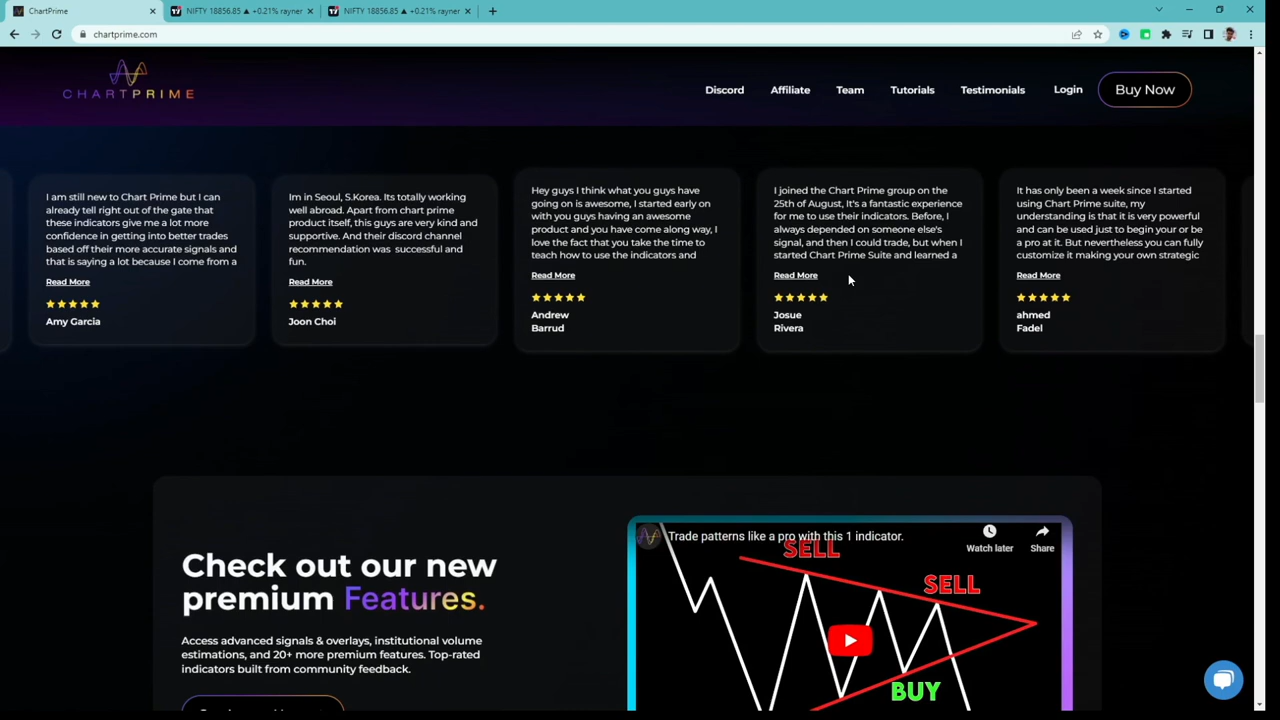 ChartPrime
NIFTY 18856.85 ▲ +0.21% rayner
NIFTY 18856.85 ▲ +0.21% rayner
chartprime.com
CHARTPRIME
Discord
Affiliate
Team
Tutorials
Testimonials
Login
Buy Now
I am still new to Chart Prime but I can
already tell right out of the gate that
these indicators give me a lot more
confidence in getting into better trades
based off their more accurate signals and
that is saying a lot because I come from a
Read More
Amy Garcia
Im in Seoul, S.Korea. Its totally working
well abroad. Apart from chart prime
product itself, this guys are very kind and
supportive. And their discord channel
recommendation was successful and
fun.
Read More
Joon Choi
Hey guys I think what you guys have
going on is awesome, I started early on
with you guys having an awesome
product and you have come along way, I
love the fact that you take the time to
teach how to use the indicators and
Read More
Andrew
Barrud
I joined the Chart Prime group on the
25th of August, It's a fantastic experience
for me to use their indicators. Before, I
always depended on someone else's
signal, and then I could trade, but when I
started Chart Prime Suite and learned a
Read More
Josue
Rivera
It has only been a week since I started
using Chart Prime suite, my
understanding is that it is very powerful
and can be used just to begin your or be
a pro at it. But nevertheless you can fully
customize it making your own strategic
Read More
ahmed
Fadel
Check out our new
premium Features.
Access advanced signals & overlays, institutional volume
estimations, and 20+ more premium features. Top-rated
indicators built from community feedback.
Trade patterns like a pro with this 1 indicator.
Watch later
Share
SELL
SELL
BUY